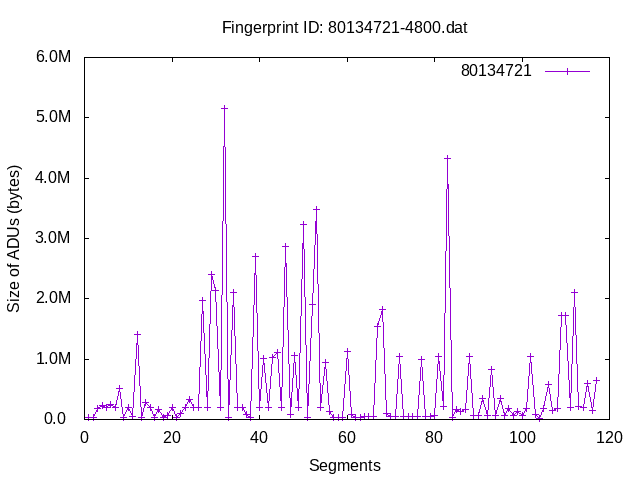 Fingerprint ID: 80134721-4800.dat
80134721
6.0M
5.0M
4.0M
3.0M
2.0M
1.0M
0.0
Size of ADUs (bytes)
0 20 40 60 80 100 120
Segments